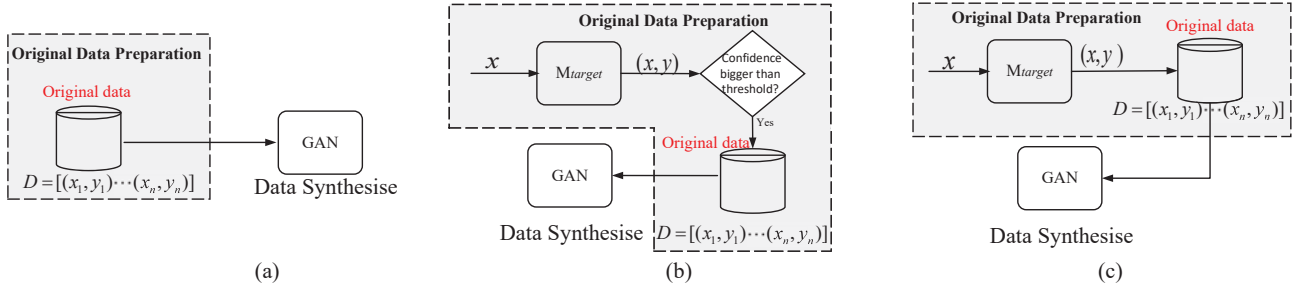 Original Data Preparation
Original data
D=[(x₁,y₁)⋯(xₙ,yₙ)]
GAN
Data Synthesise
(a)
Original Data Preparation
x
Mtarget
(x,y)
Confidence
bigger than
threshold?
Yes
Original data
GAN
Data Synthesise
D=[(x₁,y₁)⋯(xₙ,yₙ)]
(b)
Original Data Preparation
Original data
x
Mtarget
(x,y)
D=[(x₁,y₁)⋯(xₙ,yₙ)]
GAN
Data Synthesise
(c)